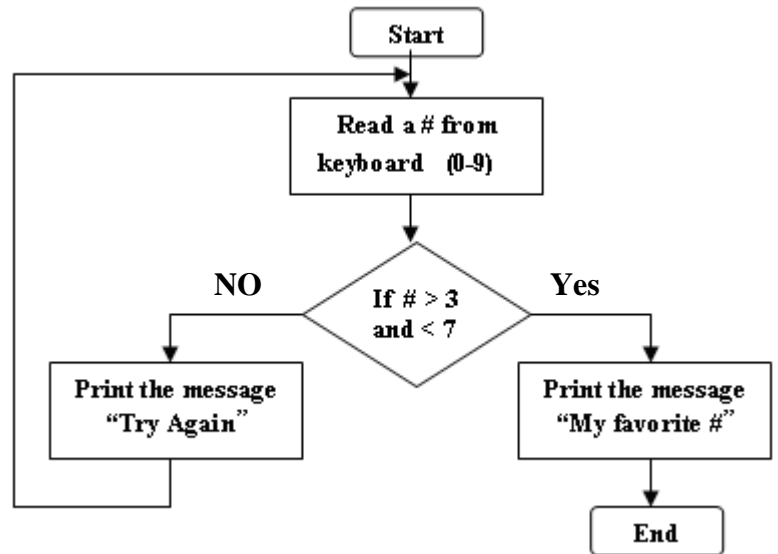 Start
Read a # from
keyboard (0-9)
NO
Yes
If # > 3
and < 7
Print the message
“Try Again”
Print the message
“My favorite #”
End